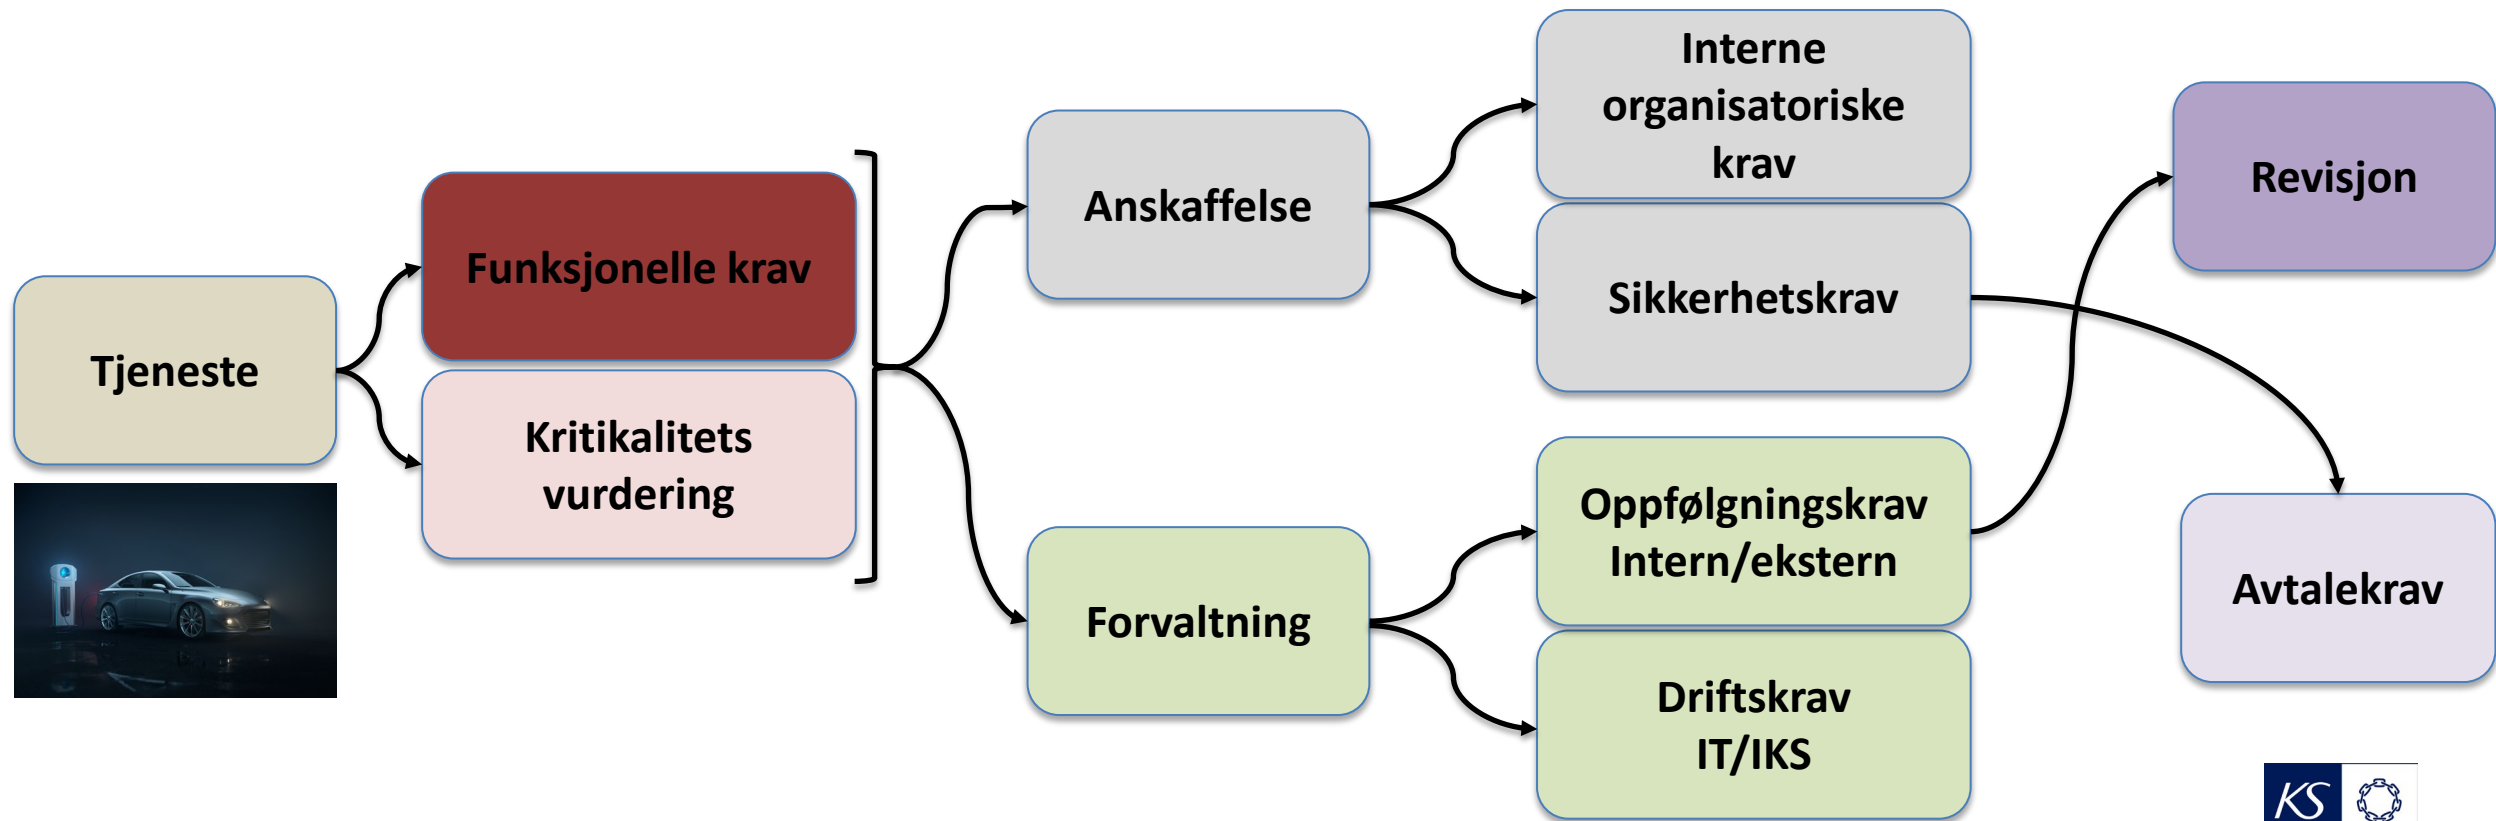 Tjeneste
Funksjonelle krav
Kritikalitets
vurdering
Anskaffelse
Forvaltning
Interne
organisatoriske
krav
Sikkerhetskrav
Oppfølgningskrav
Intern/ekstern
Driftskrav
IT/IKS
Revisjon
Avtalekrav
KS